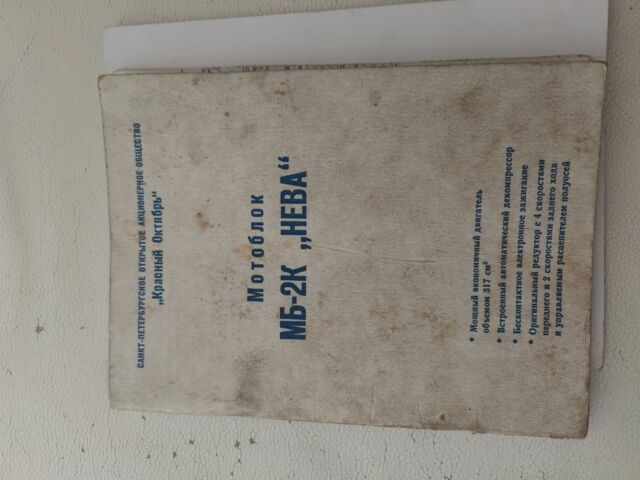 САНКТ-ПЕТЕРБУРГСКОЕ ОТКРЫТОЕ АКЦИОНЕРНОЕ ОБЩЕСТВО
„Красный Октябрь“
Мотоблок
МБ-2К „НЕВА“
* Мощный экономичный двигатель
объемом 317 см³
* Встроенный автоматический декомпрессор
* Бесконтактное электронное зажигание
* Оригинальный редуктор с 4 скоростями
переднего и 2 скоростями заднего хода
и управляемым расцепителем полуосей